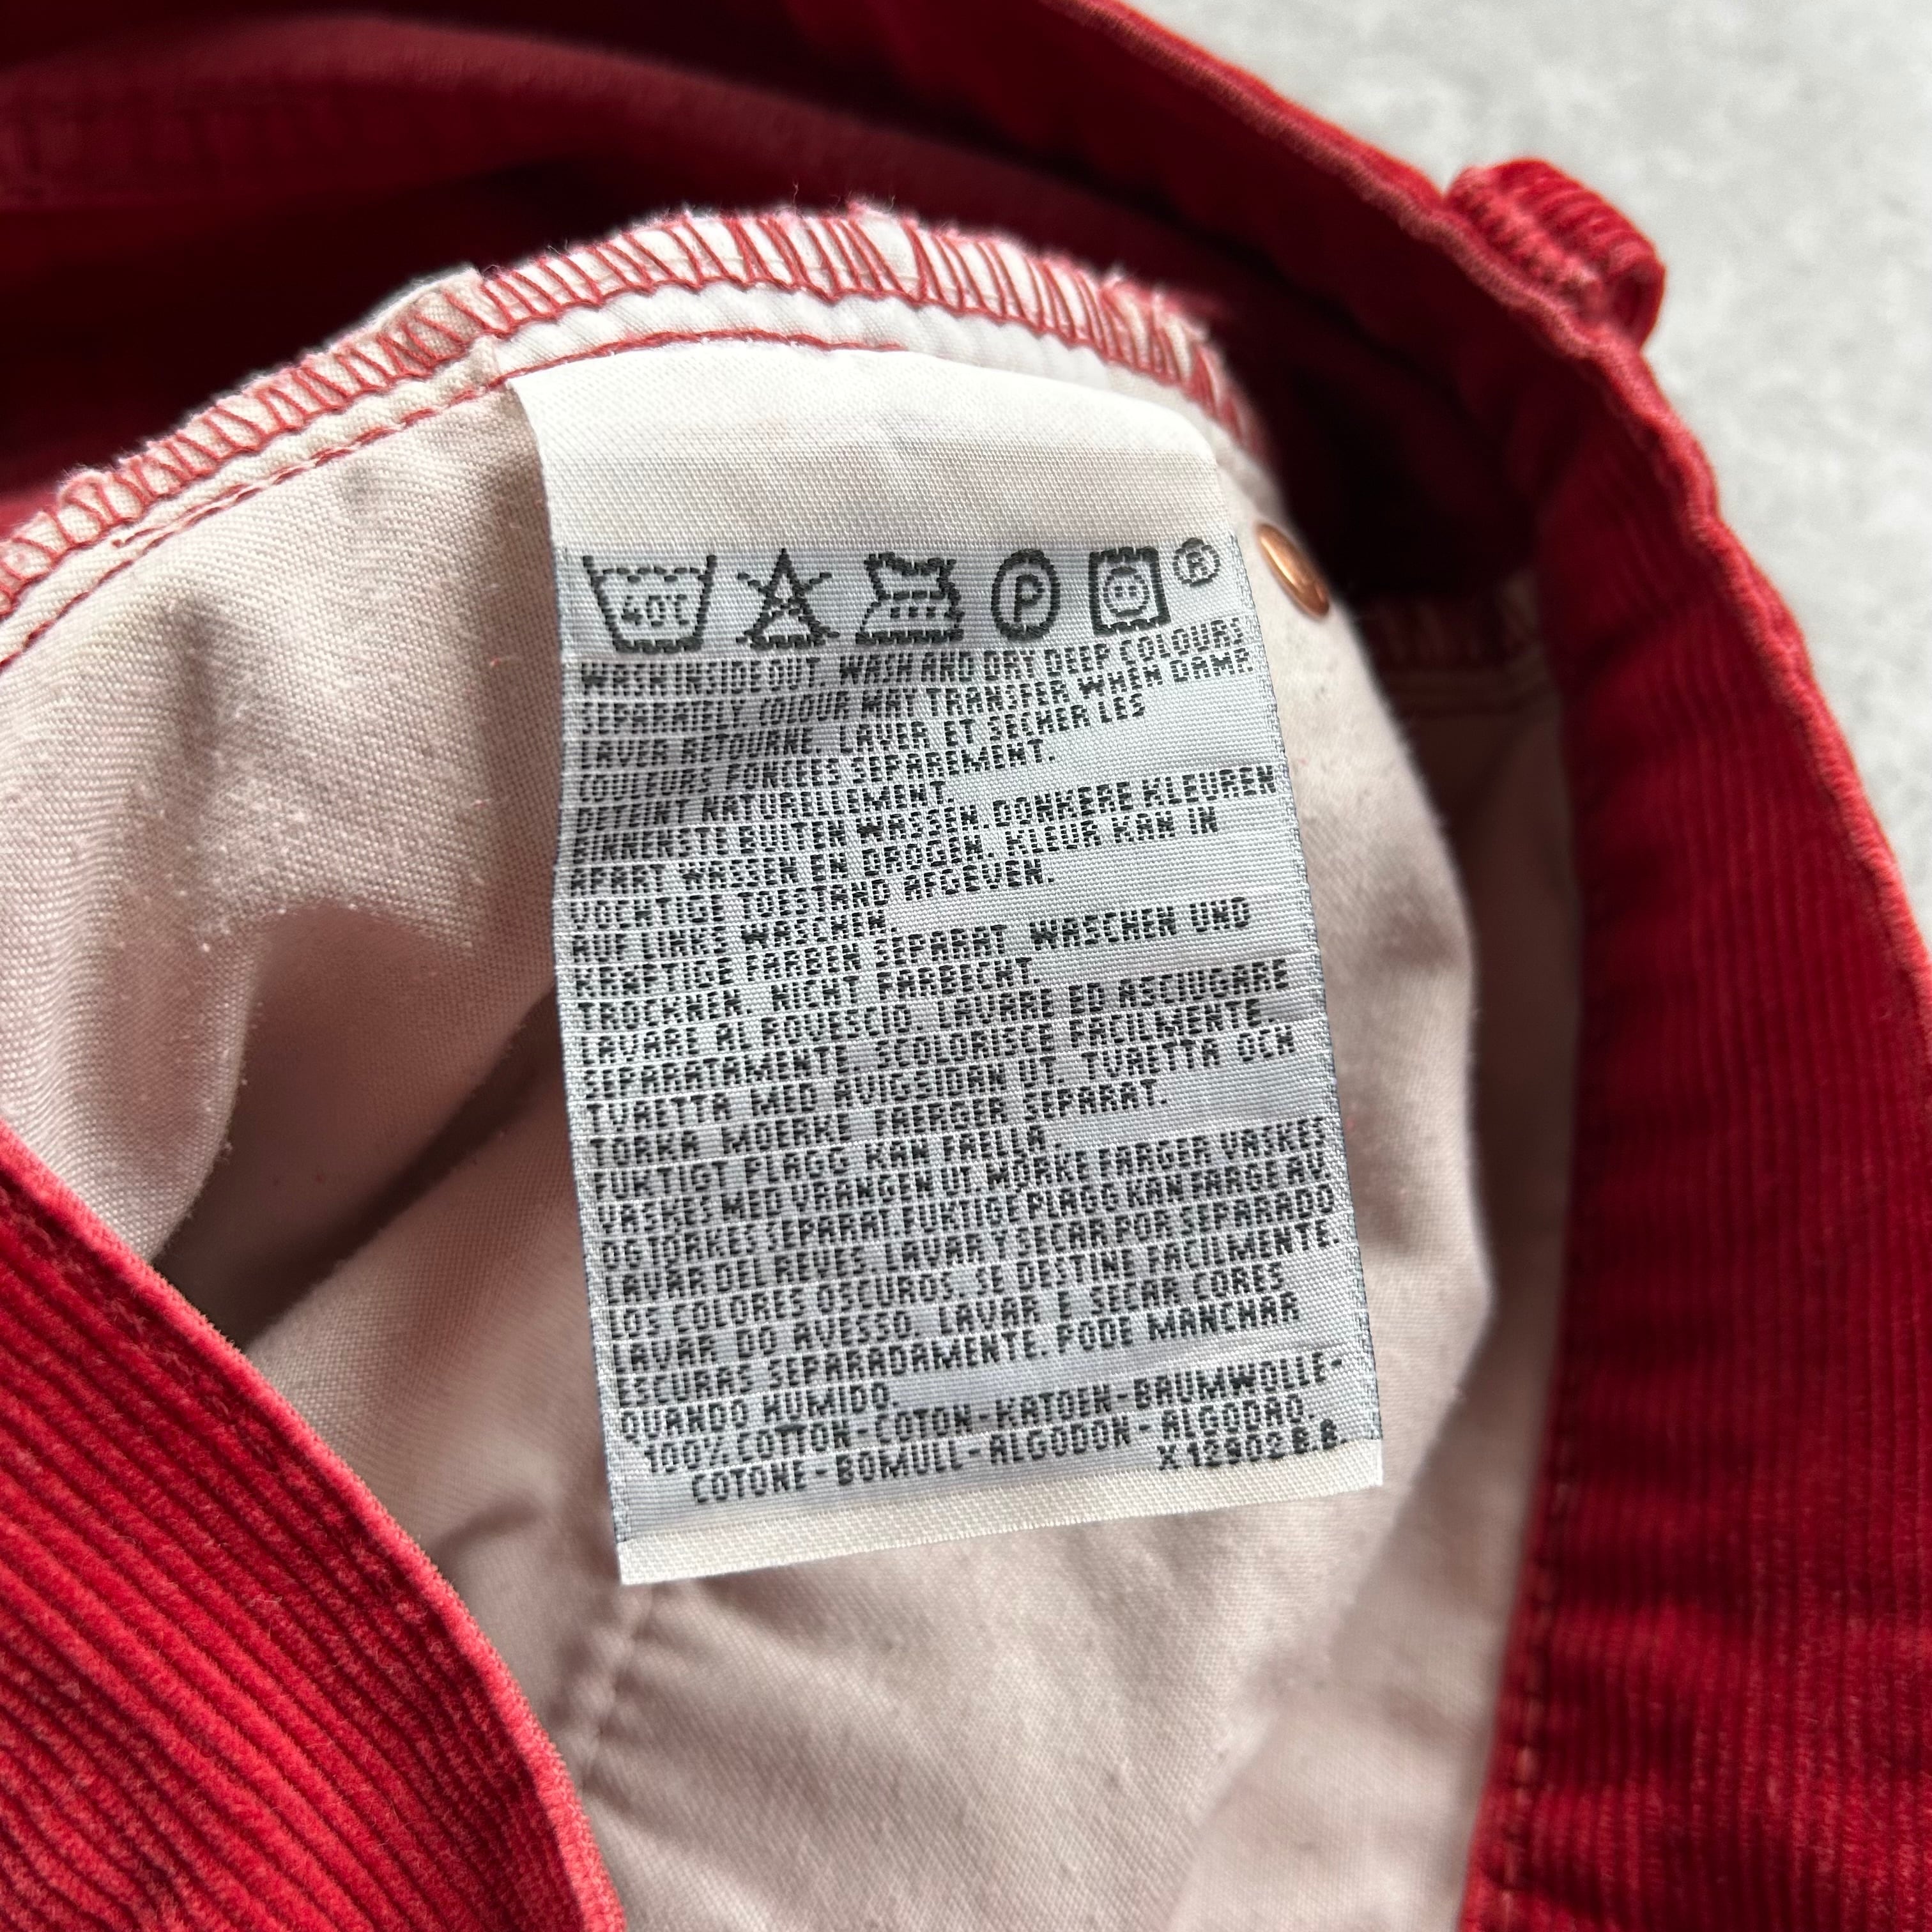 40°C P ®
WASH INSIDE OUT WASH AND DRY DEEP COLOURS
SEPARATELY COLOUR MAY TRANSFER WHEN DAMP
LAVER RETOURNE. LAVER ET SECHER LES
COULEURS FONCEES SEPAREMENT.
DETEINT NATURELLEMENT
BINNENSTE BUITEN WASSEN. DONKERE KLEUREN
APART WASSEN EN DROGEN. KLEUR KAN IN
VOCHTIGE TOESTAND AFGEVEN.
AUF LINKS WASCHEN
KRAEFTIGE FARBEN SEPARAT WASCHEN UND
TROCKNEN. NICHT FARBECHT
LAVARE AL ROVESCIO. LAVARE ED ASCIUGARE
SEPARATAMENTE SCOLORISCE FACILMENTE
TVAETTA MED AVIGSIDAN UT. TVAETTA OCH
TORKA MOERKE FAERGER SEPARAT.
FUKTIGT PLAGG KAN FAELLA.
VASKES MED VRANGEN UT. MORKE FARGER VASKES
OG TORKES SEPARAT FUKTIGE PLAGG KAN FARGE AV.
LAVAR DEL REVES. LAVAR Y SECAR POR SEPARADO
LOS COLORES OSCUROS. SE DESTINE FACILMENTE.
LAVAR DO AVESSO. LAVAR E SECAR CORES
ESCURAS SEPARADAMENTE. PODE MANCHAR
QUANDO HUMIDO.
100% COTTON-COTON-KATOEN-BAUMWOLLE-
COTONE-BOMULL-ALGODON-ALGODAO.